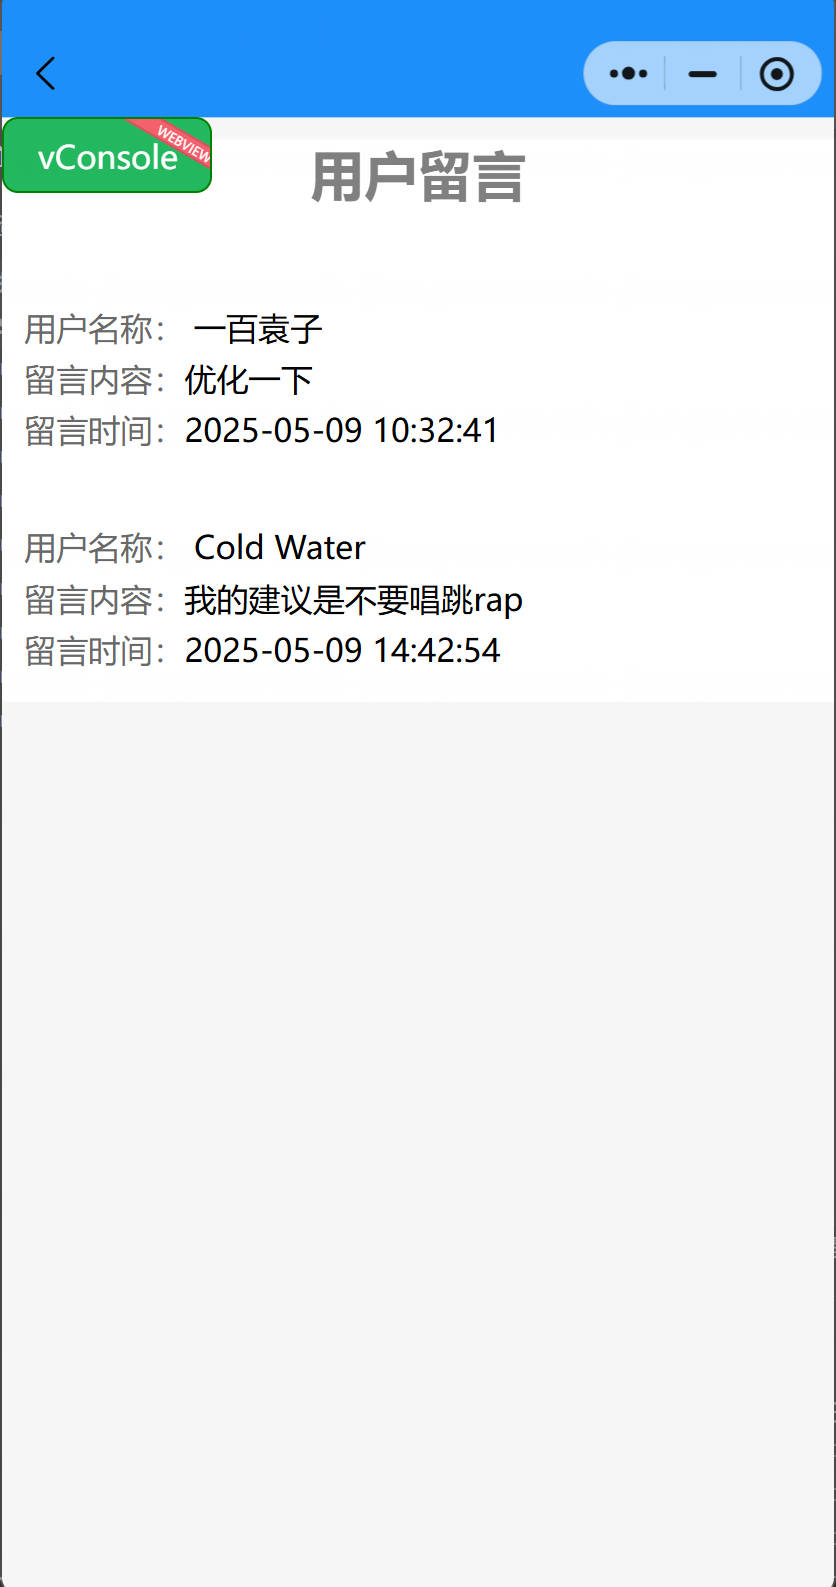 vConsole
WEBVIEW
用户留言
用户名称： 一百袁子
留言内容：优化一下
留言时间：2025-05-09 10:32:41
用户名称： Cold Water
留言内容：我的建议是不要唱跳rap
留言时间：2025-05-09 14:42:54